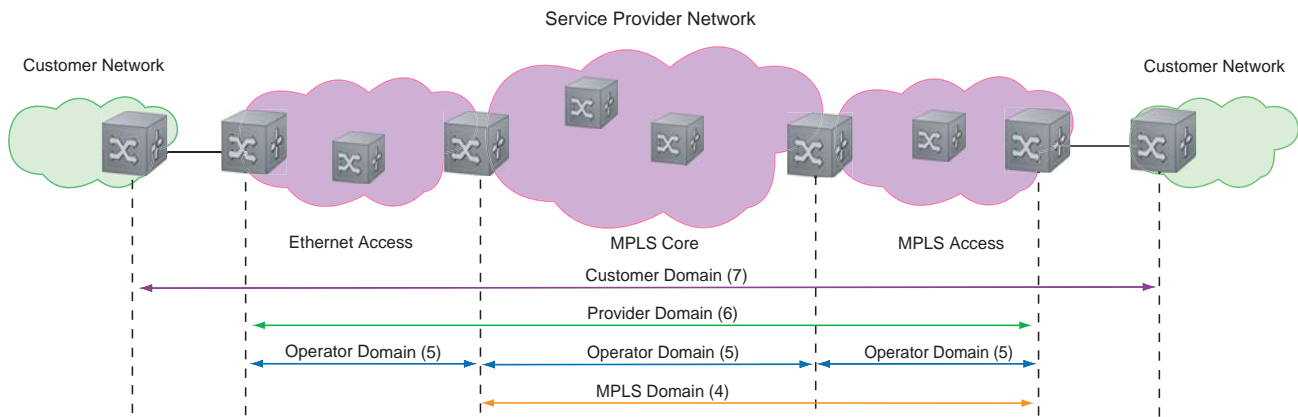 Service Provider Network
Customer Network
Customer Network
Ethernet Access
MPLS Core
MPLS Access
Customer Domain (7)
Provider Domain (6)
Operator Domain (5)
Operator Domain (5)
Operator Domain (5)
MPLS Domain (4)